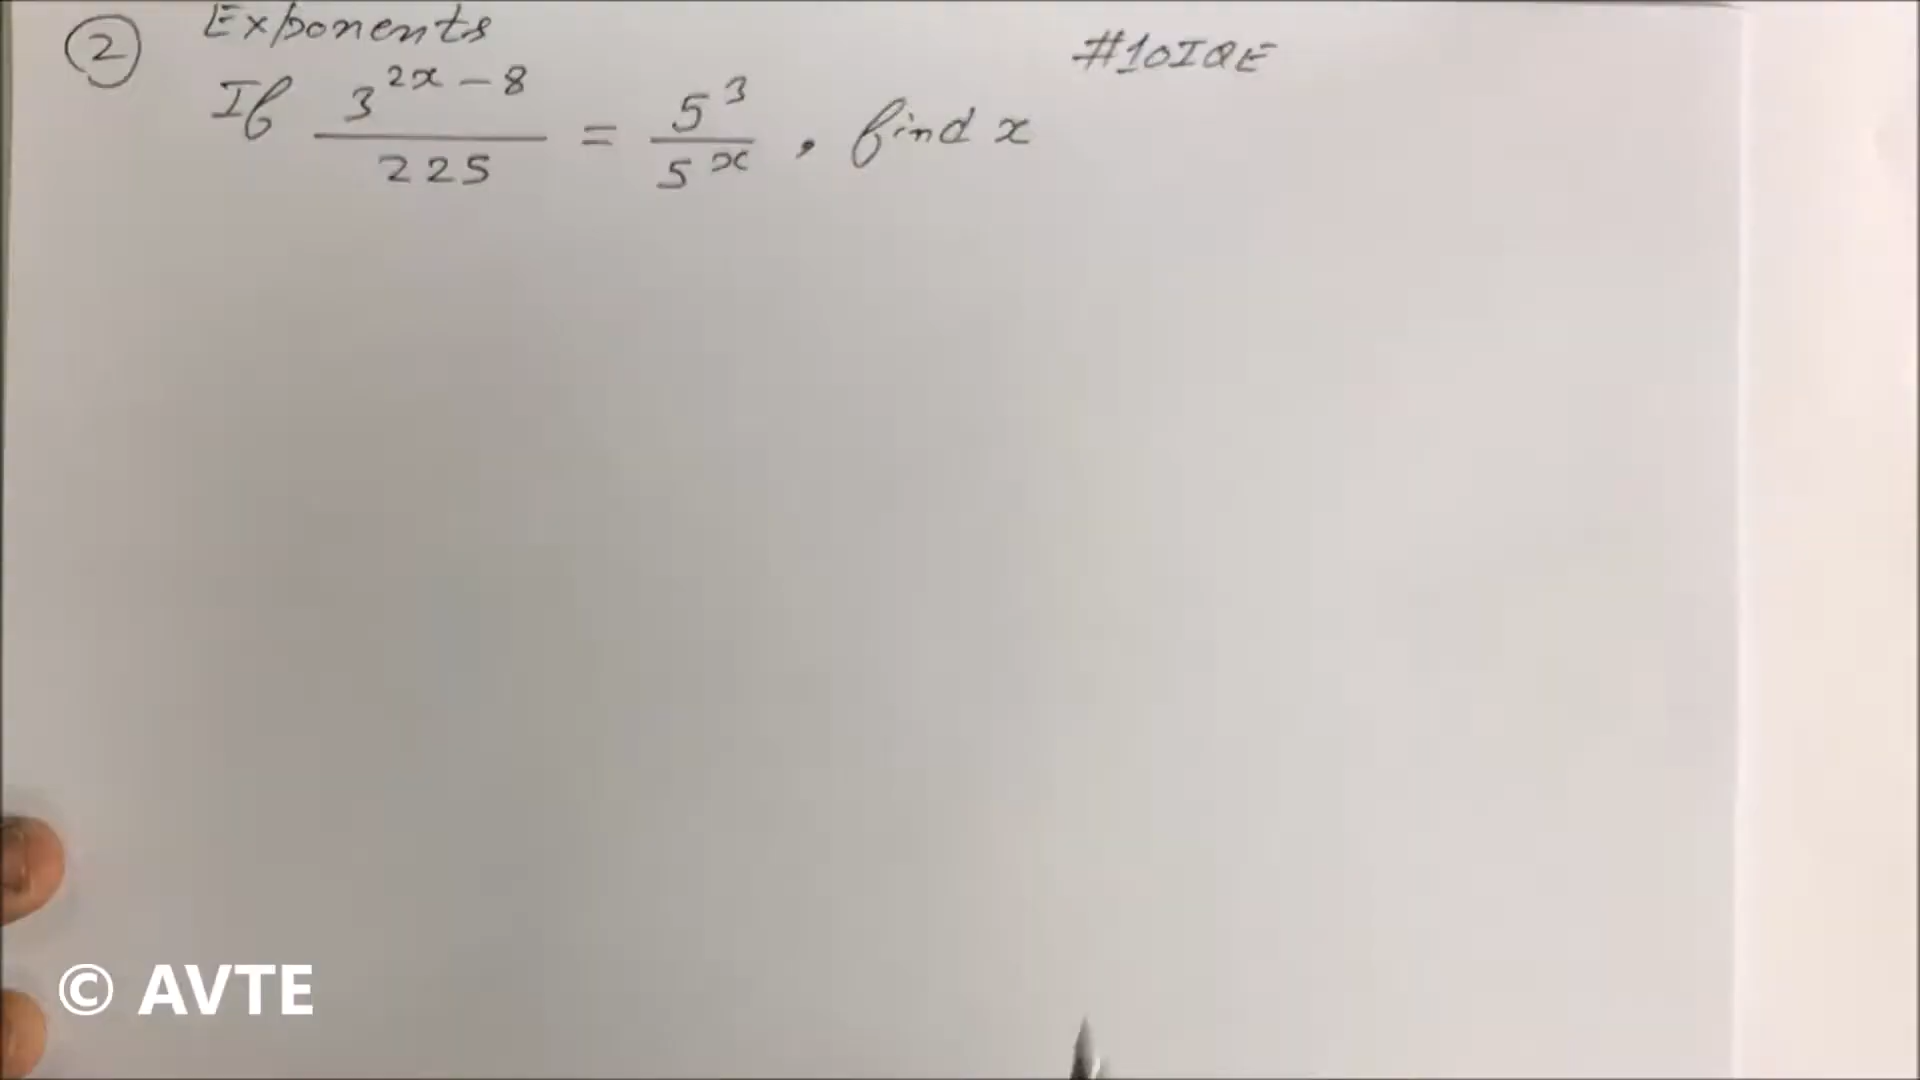 ② Exponents
#10IQE
If 3^(2x - 8) / 225 = 5^3 / 5^x , find x
© AVTE